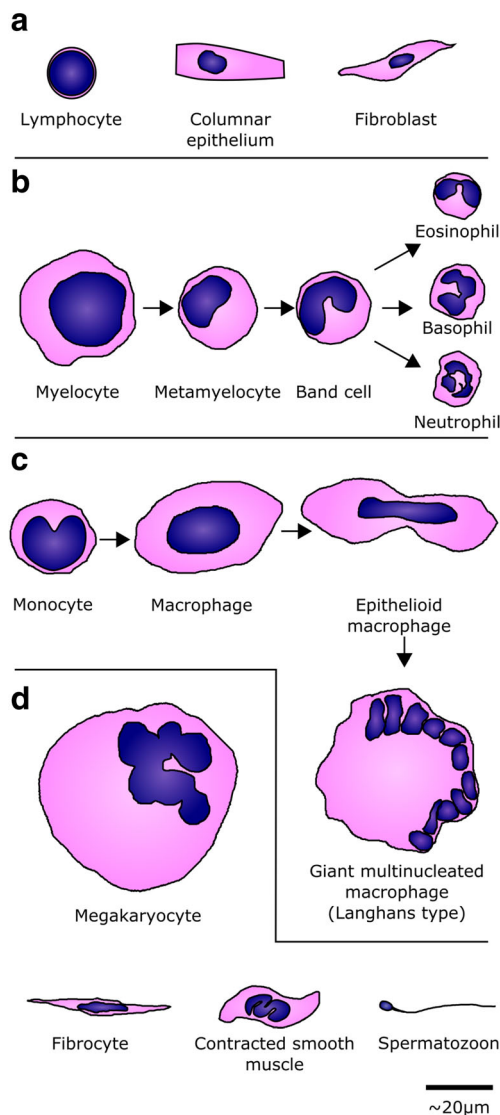 a
Lymphocyte
Columnar
epithelium
Fibroblast
b
Eosinophil
Basophil
Neutrophil
Myelocyte
Metamyelocyte
Band cell
c
Monocyte
Macrophage
Epithelioid
macrophage
d
Megakaryocyte
Giant multinucleated
macrophage
(Langhans type)
Fibrocyte
Contracted smooth
muscle
Spermatozoon
~20µm